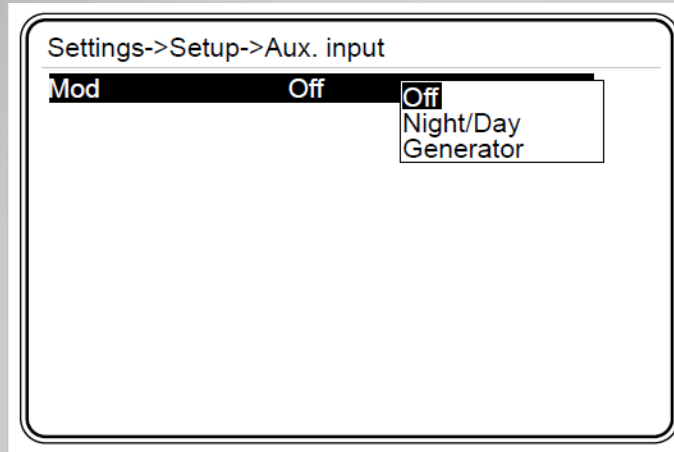 Settings->Setup->Aux. input
Mod Off
Off
Night/Day
Generator